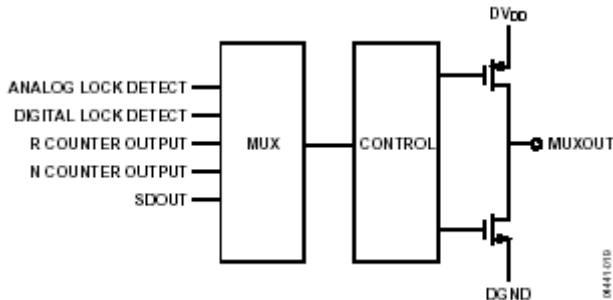 DVDD
ANALOG LOCK DETECT
DIGITAL LOCK DETECT
R COUNTER OUTPUT
N COUNTER OUTPUT
SDOUT
MUX
CONTROL
MUXOUT
DGND